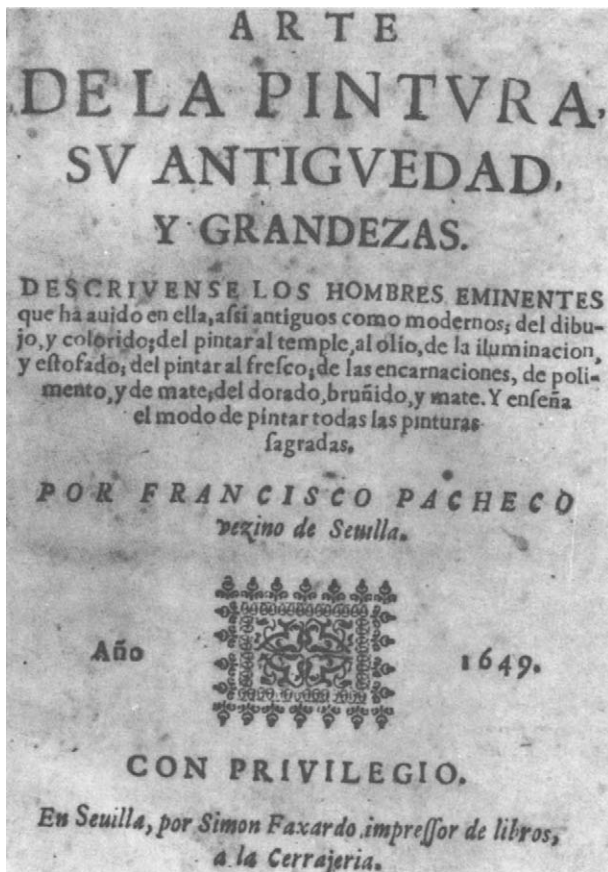 ARTE
DE LA PINTVRA,
SV ANTIGVEDAD,
Y GRANDEZAS.
DESCRIVENSE LOS HOMBRES EMINENTES
que ha auido en ella, aſsi antiguos como modernos; del dibu-
jo, y colorido; del pintar al temple, al olio, de la iluminacion,
y eſtofado; del pintar al freſco; de las encarnaciones, de poli-
mento, y de mate; del dorado, bruñido, y mate. Y enſeña
el modo de pintar todas las pinturas
ſagradas.
POR FRANCISCO PACHECO
vezino de Seuilla.
Año 1649.
CON PRIVILEGIO.
En Seuilla, por Simon Faxardo, impreſſor de libros,
a la Cerrajeria.